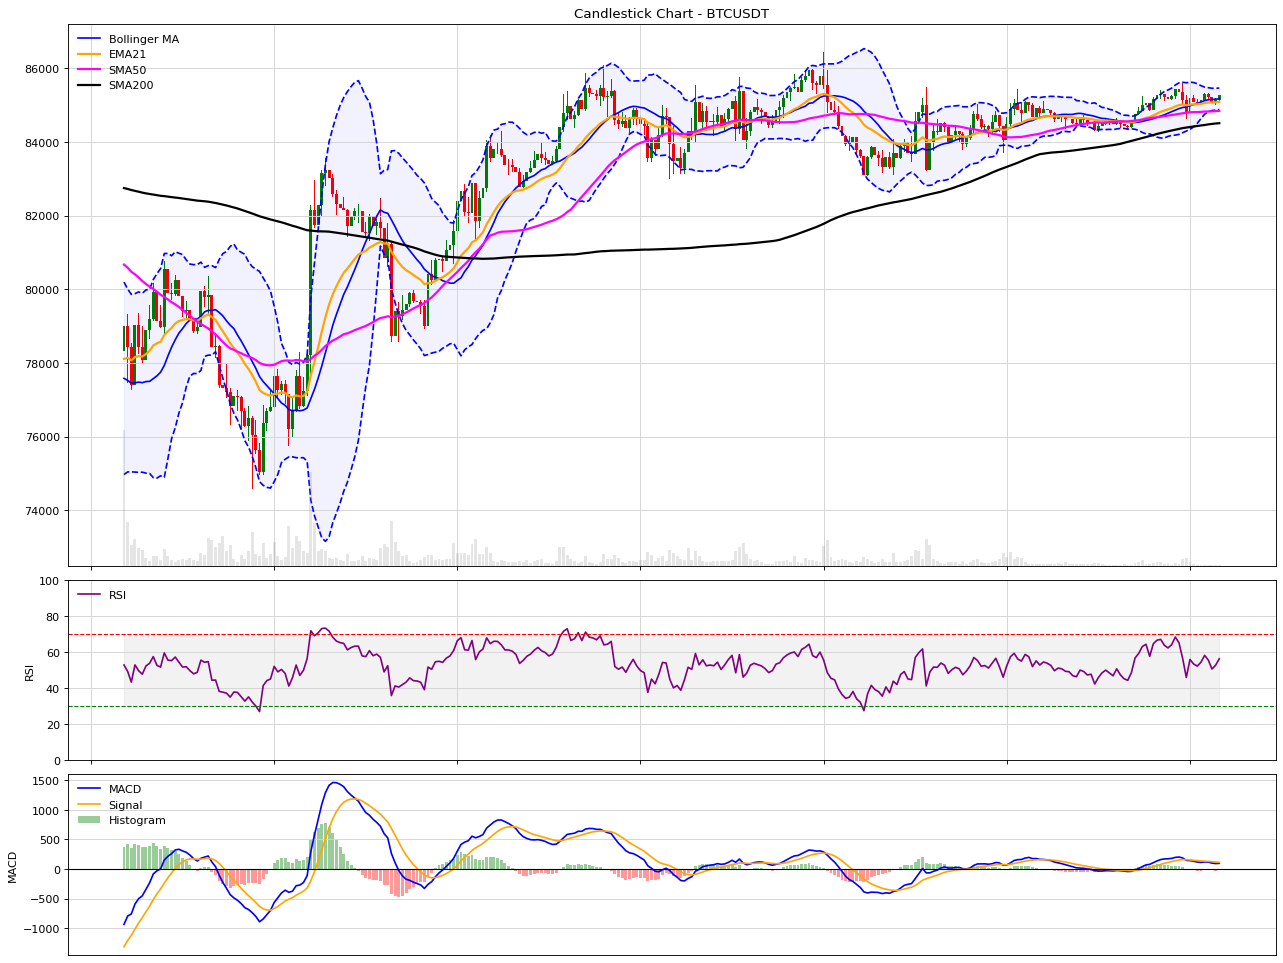 Candlestick Chart - BTCUSDT
Bollinger MA
EMA21
SMA50
SMA200
86000
84000
82000
80000
78000
76000
74000
RSI
100
80
60
40
20
0
RSI
MACD
Signal
Histogram
1500
1000
500
0
−500
−1000
MACD